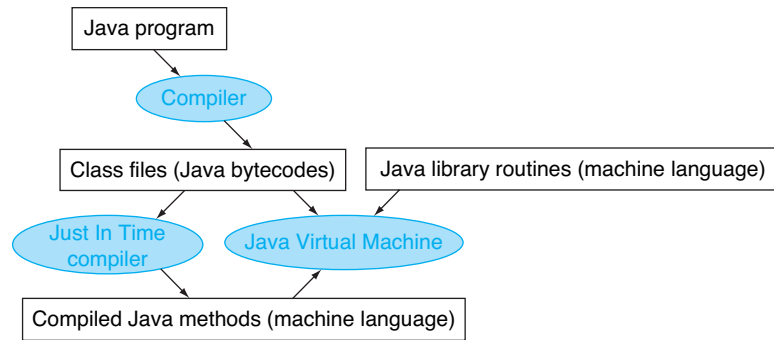 Java program
Compiler
Class files (Java bytecodes)
Java library routines (machine language)
Just In Time
compiler
Java Virtual Machine
Compiled Java methods (machine language)